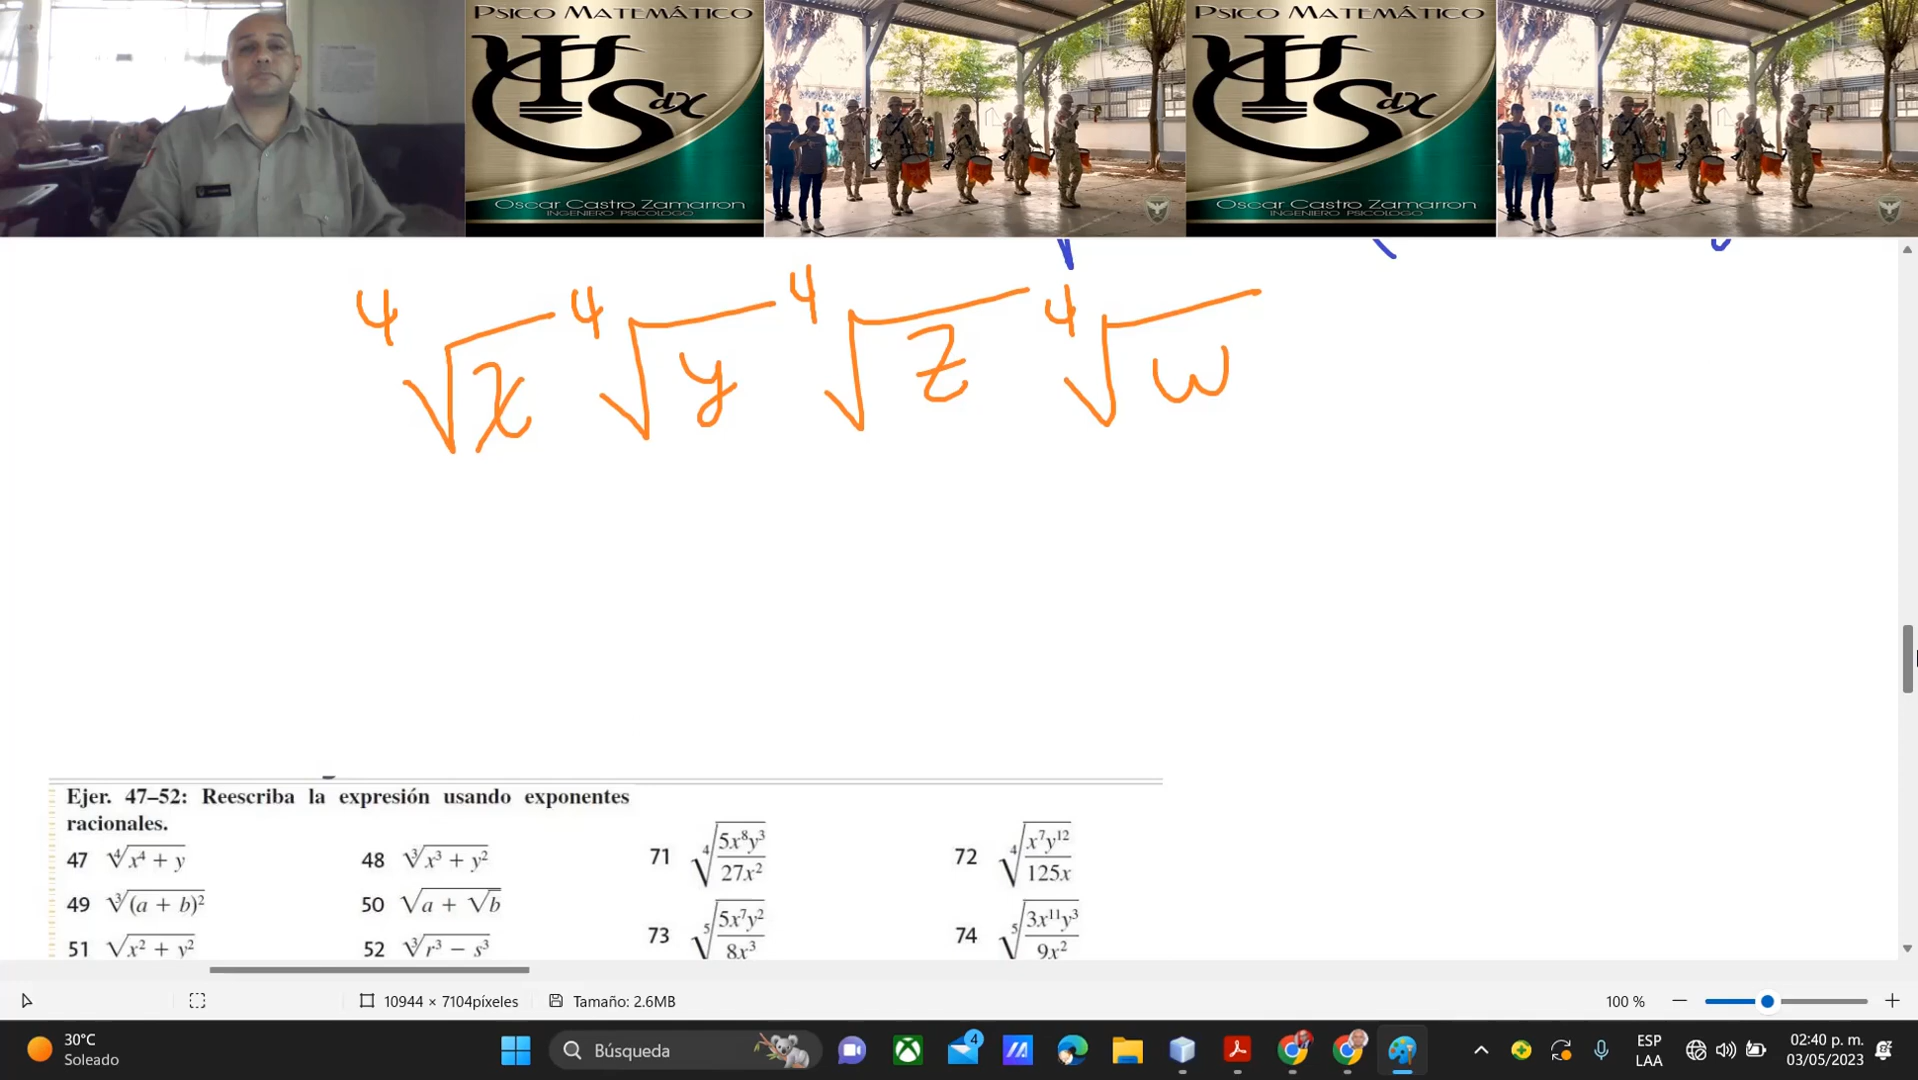 PSICO MATEMÁTICO
dx
Oscar Castro Zamarron
INGENIERO PSICOLOGO
PSICO MATEMÁTICO
dx
Oscar Castro Zamarron
INGENIERO PSICOLOGO
⁴√x ⁴√y ⁴√z ⁴√w
Ejer. 47–52: Reescriba la expresión usando exponentes
racionales.
47 ⁴√(x⁴ + y) 48 ³√(x³ + y²)
49 ³√((a + b)²) 50 √(a + √b)
51 √(x² + y²) 52 ³√(r³ − s³)
71 ⁴√(5x⁸y³/27x²) 72 ⁴√(x⁷y¹²/125x)
73 ⁵√(5x⁷y²/8x³) 74 ⁵√(3x¹¹y³/9x²)
10944 × 7104píxeles Tamaño: 2.6MB 100 %
30°C
Soleado
Búsqueda
4
ESP
LAA
02:40 p. m.
03/05/2023